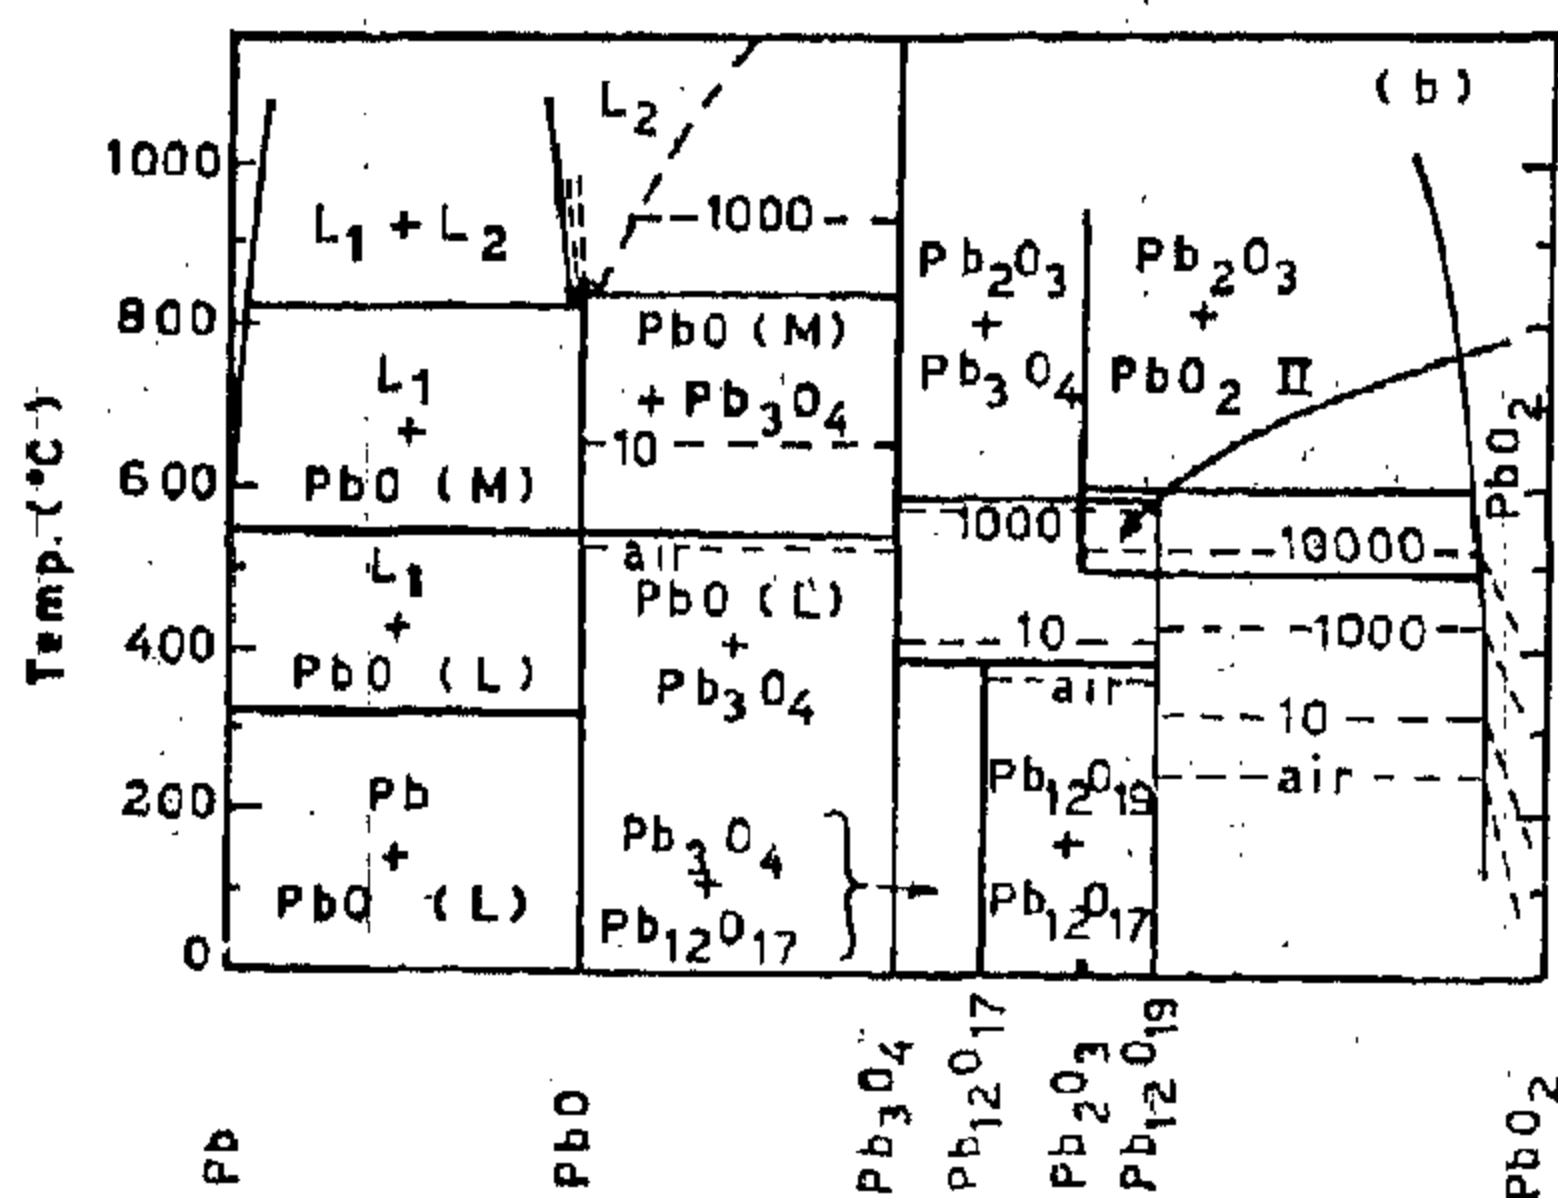 (b)
Temp. (°C)
1000
800
600
400
200
0
L₁ + L₂
L₁
+
PbO (M)
L₁
+
PbO (L)
Pb
+
PbO (L)
L₂
--1000--
PbO (M)
+ Pb₃O₄
-10---
air
PbO (L)
+
Pb₃O₄
Pb₃O₄
+
Pb₁₂O₁₇
Pb₂O₃
+
Pb₃O₄
1000
10
air
Pb₁₂O₁₉
+
Pb₁₂O₁₇
Pb₂O₃
+
PbO₂ II
10000
1000
10
air
PbO₂
Pb
PbO
Pb₃O₄
Pb₁₂O₁₇
Pb₂O₃
Pb₁₂O₁₉
PbO₂